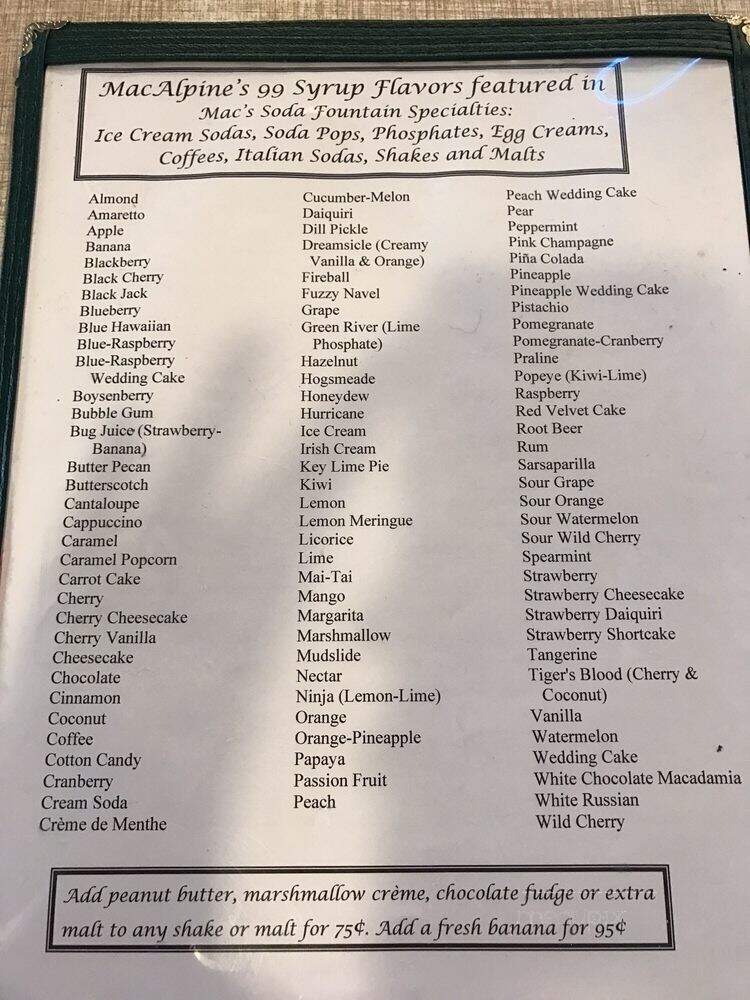 MacAlpine's 99 Syrup Flavors featured in
Mac's Soda Fountain Specialties:
Ice Cream Sodas, Soda Pops, Phosphates, Egg Creams,
Coffees, Italian Sodas, Shakes and Malts
Almond
Amaretto
Apple
Banana
Blackberry
Black Cherry
Black Jack
Blueberry
Blue Hawaiian
Blue-Raspberry
Blue-Raspberry
Wedding Cake
Boysenberry
Bubble Gum
Bug Juice (Strawberry-
Banana)
Butter Pecan
Butterscotch
Cantaloupe
Cappuccino
Caramel
Caramel Popcorn
Carrot Cake
Cherry
Cherry Cheesecake
Cherry Vanilla
Cheesecake
Chocolate
Cinnamon
Coconut
Coffee
Cotton Candy
Cranberry
Cream Soda
Crème de Menthe
Cucumber-Melon
Daiquiri
Dill Pickle
Dreamsicle (Creamy
Vanilla & Orange)
Fireball
Fuzzy Navel
Grape
Green River (Lime
Phosphate)
Hazelnut
Hogsmeade
Honeydew
Hurricane
Ice Cream
Irish Cream
Key Lime Pie
Kiwi
Lemon
Lemon Meringue
Licorice
Lime
Mai-Tai
Mango
Margarita
Marshmallow
Mudslide
Nectar
Ninja (Lemon-Lime)
Orange
Orange-Pineapple
Papaya
Passion Fruit
Peach
Peach Wedding Cake
Pear
Peppermint
Pink Champagne
Piña Colada
Pineapple
Pineapple Wedding Cake
Pistachio
Pomegranate
Pomegranate-Cranberry
Praline
Popeye (Kiwi-Lime)
Raspberry
Red Velvet Cake
Root Beer
Rum
Sarsaparilla
Sour Grape
Sour Orange
Sour Watermelon
Sour Wild Cherry
Spearmint
Strawberry
Strawberry Cheesecake
Strawberry Daiquiri
Strawberry Shortcake
Tangerine
Tiger's Blood (Cherry &
Coconut)
Vanilla
Watermelon
Wedding Cake
White Chocolate Macadamia
White Russian
Wild Cherry
Add peanut butter, marshmallow crème, chocolate fudge or extra
malt to any shake or malt for 75¢. Add a fresh banana for 95¢